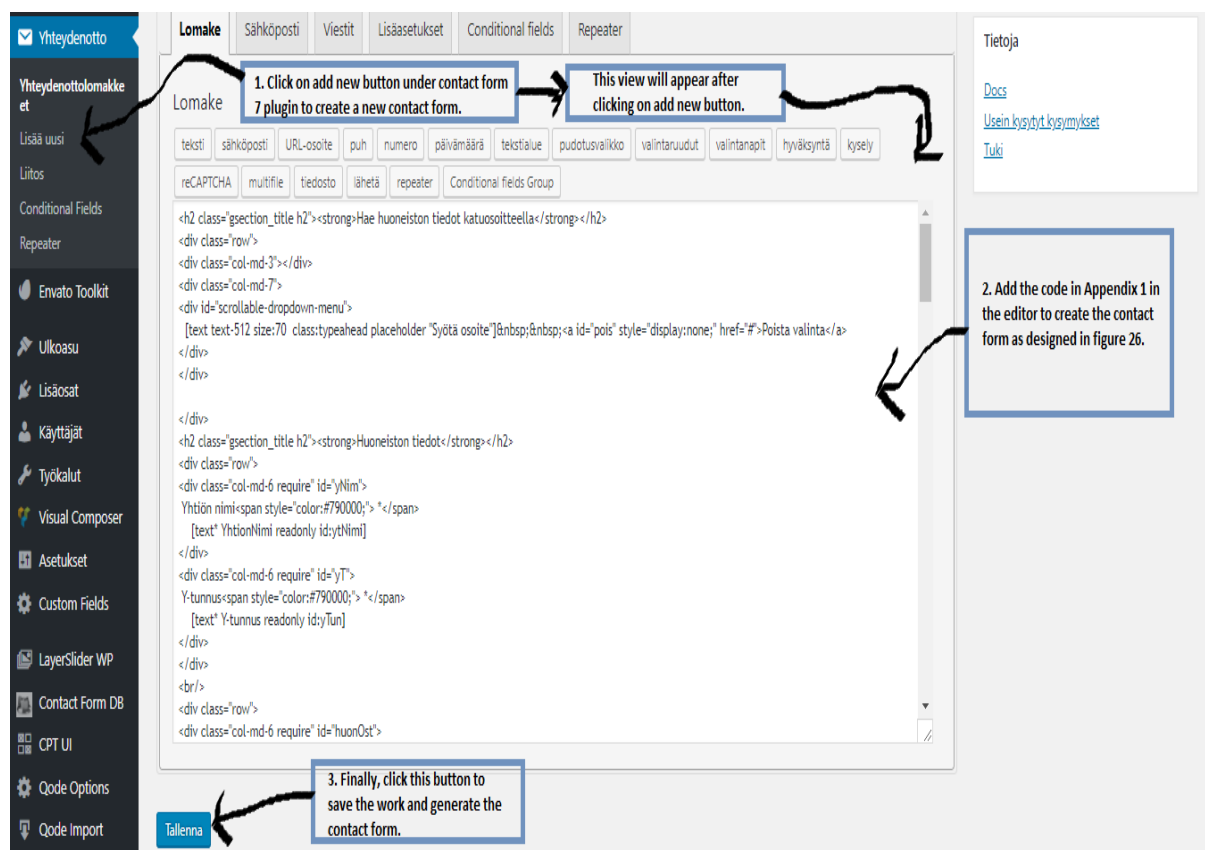 Yhteydenotto
Yhteydenottolomakke
et
Lisää uusi
Liitos
Conditional Fields
Repeater
Envato Toolkit
Ulkoasu
Lisäosat
Käyttäjät
Työkalut
Visual Composer
Asetukset
Custom Fields
LayerSlider WP
Contact Form DB
CPT UI
Qode Options
Qode Import
Lomake Sähköposti Viestit Lisäasetukset Conditional fields Repeater
1. Click on add new button under contact form
7 plugin to create a new contact form.
This view will appear after
clicking on add new button.
Lomake
teksti sähköposti URL-osoite puh numero päivämäärä tekstialue pudotusvalikko valintaruudut valintanapit hyväksyntä kysely
reCAPTCHA multifile tiedosto lähetä repeater Conditional fields Group
<h2 class="gsection_title h2"><strong>Hae huoneiston tiedot katuosoitteella</strong></h2>
<div class="row">
<div class="col-md-3"></div>
<div class="col-md-7">
<div id="scrollable-dropdown-menu">
[text text-512 size:70 class:typeahead placeholder "Syötä osoite"]&nbsp;&nbsp;<a id="pois" style="display:none;" href="#">Poista valinta</a>
</div>
</div>
</div>
<h2 class="gsection_title h2"><strong>Huoneiston tiedot</strong></h2>
<div class="row">
<div class="col-md-6 require" id="yNim">
Yhtiön nimi<span style="color:#790000;"> *</span>
[text* YhtionNimi readonly id:ytNimi]
</div>
<div class="col-md-6 require" id="yT">
Y-tunnus<span style="color:#790000;"> *</span>
[text* Y-tunnus readonly id:yTun]
</div>
</div>
<br/>
<div class="row">
<div class="col-md-6 require" id="huonOst">
Tietoja
Docs
Usein kysytyt kysymykset
Tuki
2. Add the code in Appendix 1 in
the editor to create the contact
form as designed in figure 26.
3. Finally, click this button to
save the work and generate the
contact form.
Tallenna